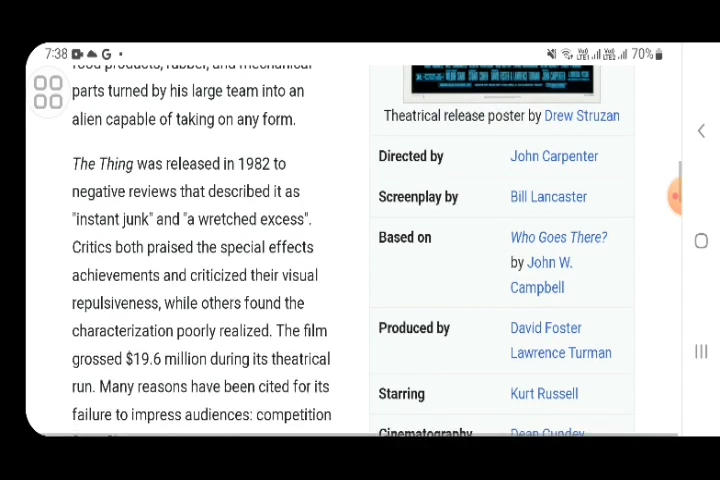 7:38
70%
parts turned by his large team into an
alien capable of taking on any form.
The Thing was released in 1982 to
negative reviews that described it as
"instant junk" and "a wretched excess".
Critics both praised the special effects
achievements and criticized their visual
repulsiveness, while others found the
characterization poorly realized. The film
grossed $19.6 million during its theatrical
run. Many reasons have been cited for its
failure to impress audiences: competition
Theatrical release poster by Drew Struzan
Directed by John Carpenter
Screenplay by Bill Lancaster
Based on Who Goes There?
by John W.
Campbell
Produced by David Foster
Lawrence Turman
Starring Kurt Russell
Cinematography Dean Cundey